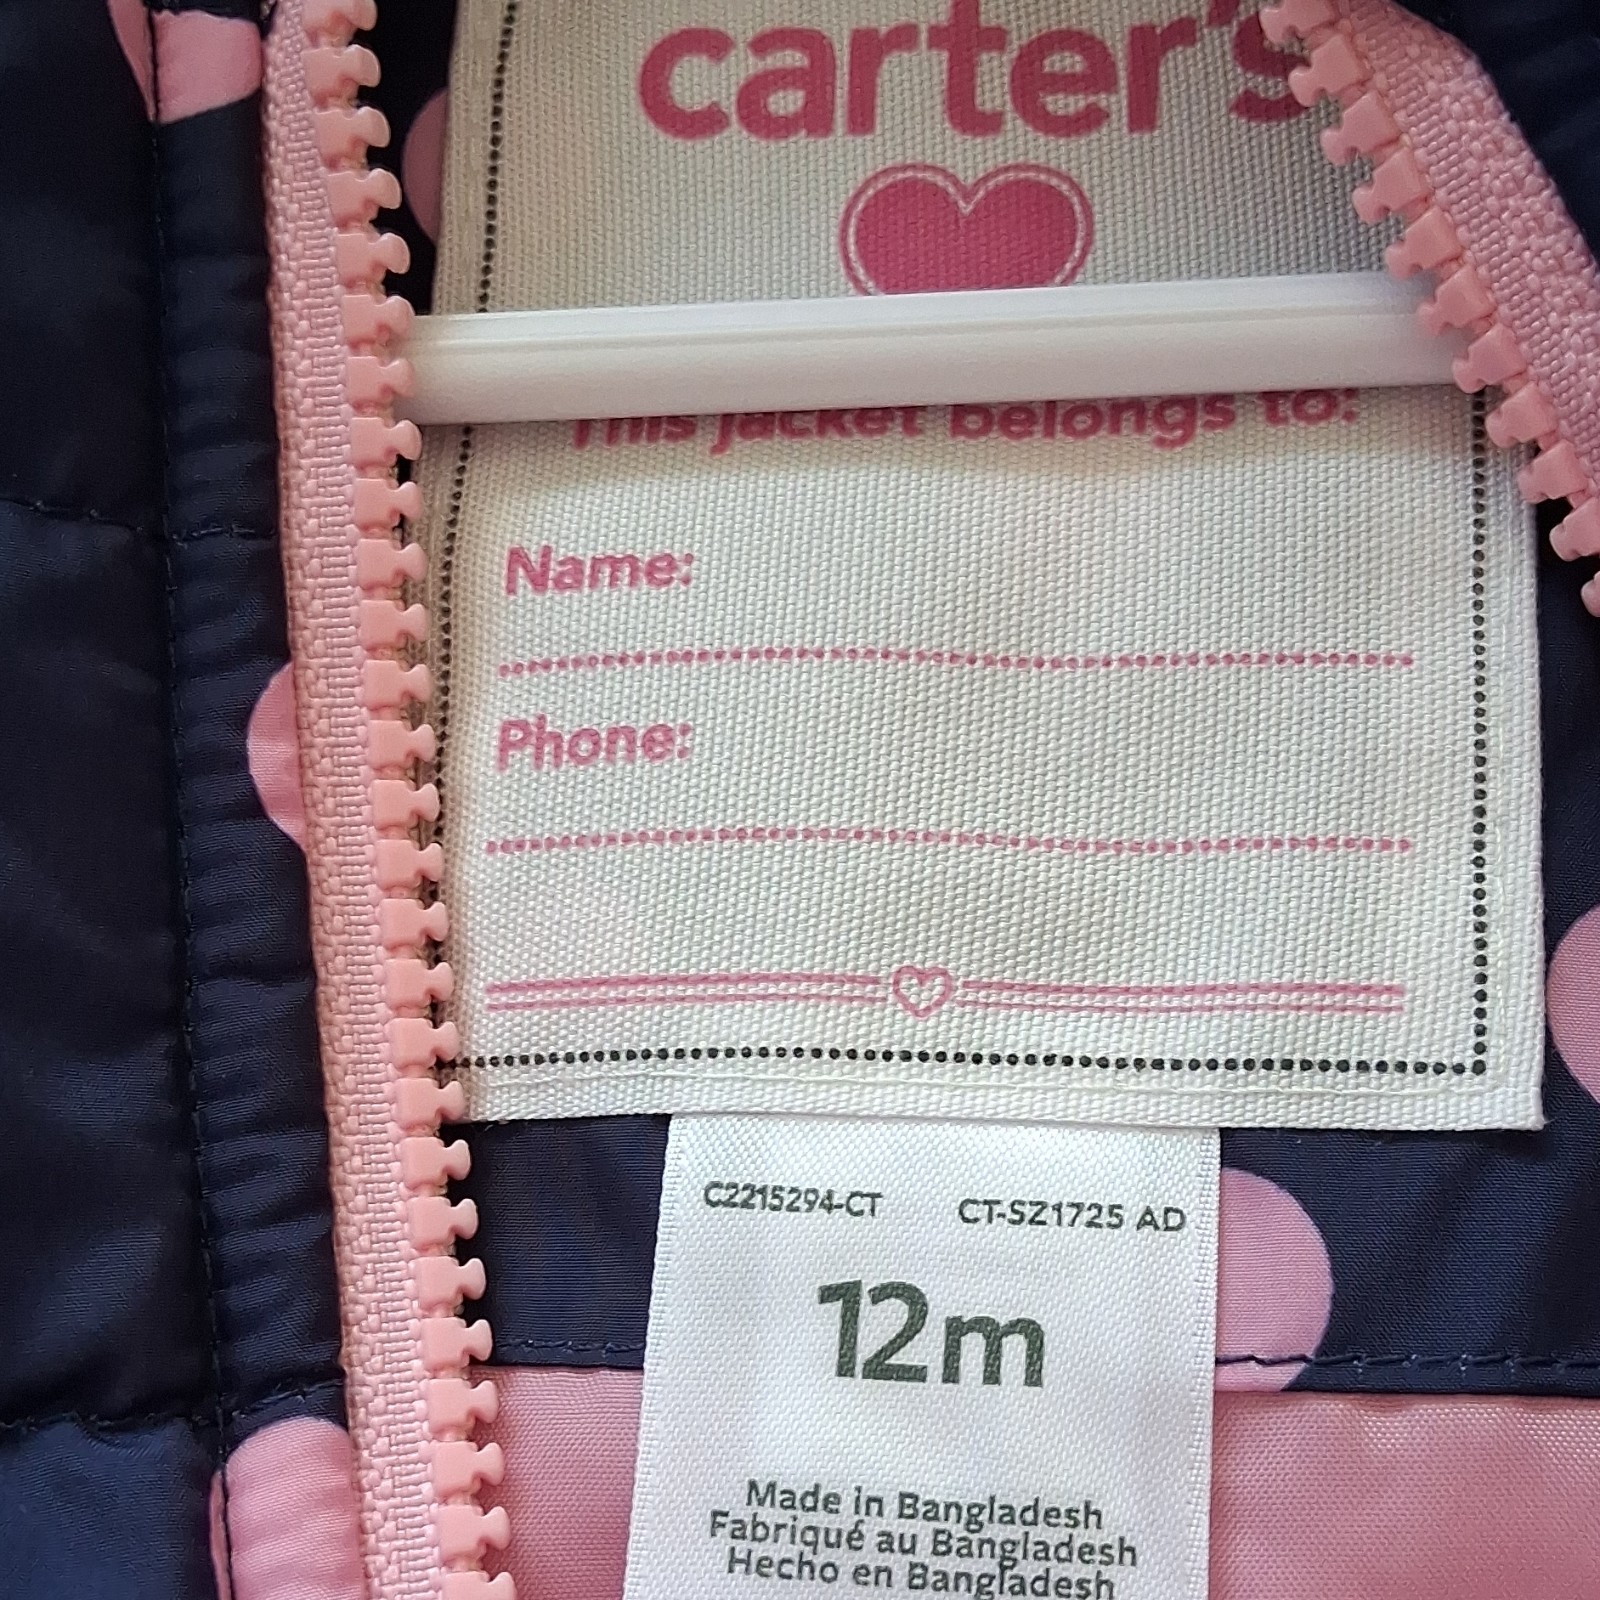 carter's
This jacket belongs to:
Name:
Phone:
C2215294-CT CT-SZ1725 AD
12m
Made in Bangladesh
Fabriqué au Bangladesh
Hecho en Bangladesh